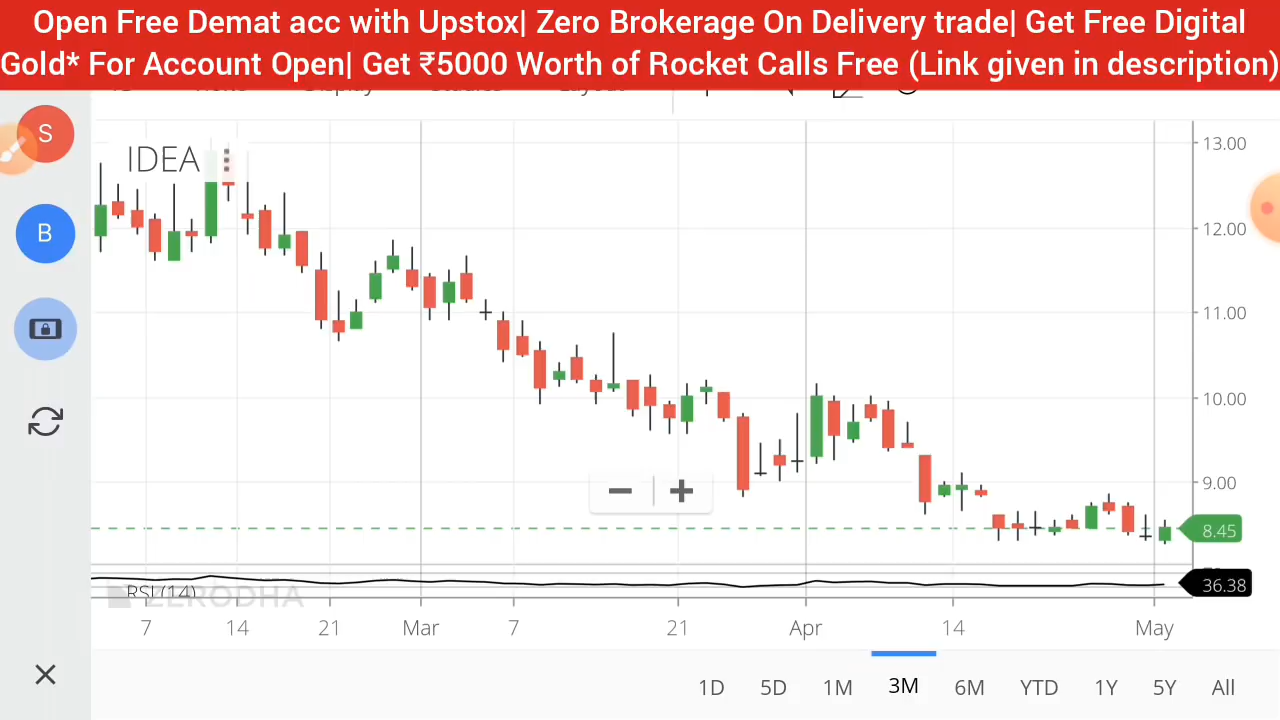 Open Free Demat acc with Upstox| Zero Brokerage On Delivery trade| Get Free Digital
Gold* For Account Open| Get ₹5000 Worth of Rocket Calls Free (Link given in description)
S
B
IDEA
13.00
12.00
11.00
10.00
9.00
8.45
RSI(14)
ZERODHA
36.38
7 14 21 Mar 7 21 Apr 14 May
1D 5D 1M 3M 6M YTD 1Y 5Y All